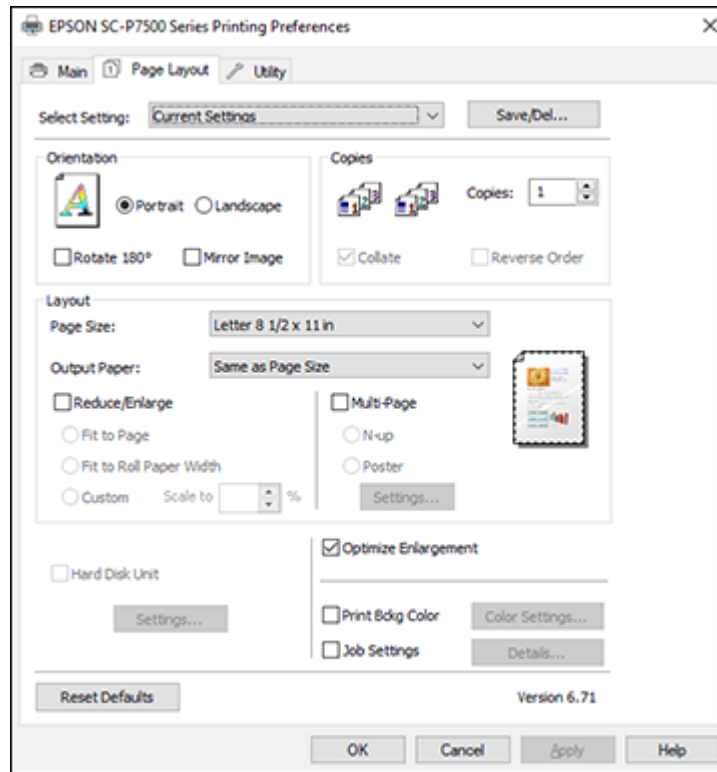 EPSON SC-P7500 Series Printing Preferences
Main Page Layout Utility
Select Setting: Current Settings Save/Del...
Orientation Copies
Portrait Landscape Copies: 1
Rotate 180° Mirror Image Collate Reverse Order
Layout
Page Size: Letter 8 1/2 x 11 in
Output Paper: Same as Page Size
Reduce/Enlarge Multi-Page
Fit to Page N-up
Fit to Roll Paper Width Poster
Custom Scale to % Settings...
Optimize Enlargement
Hard Disk Unit
Settings... Print Bckg Color Color Settings...
Job Settings Details...
Reset Defaults Version 6.71
OK Cancel Apply Help